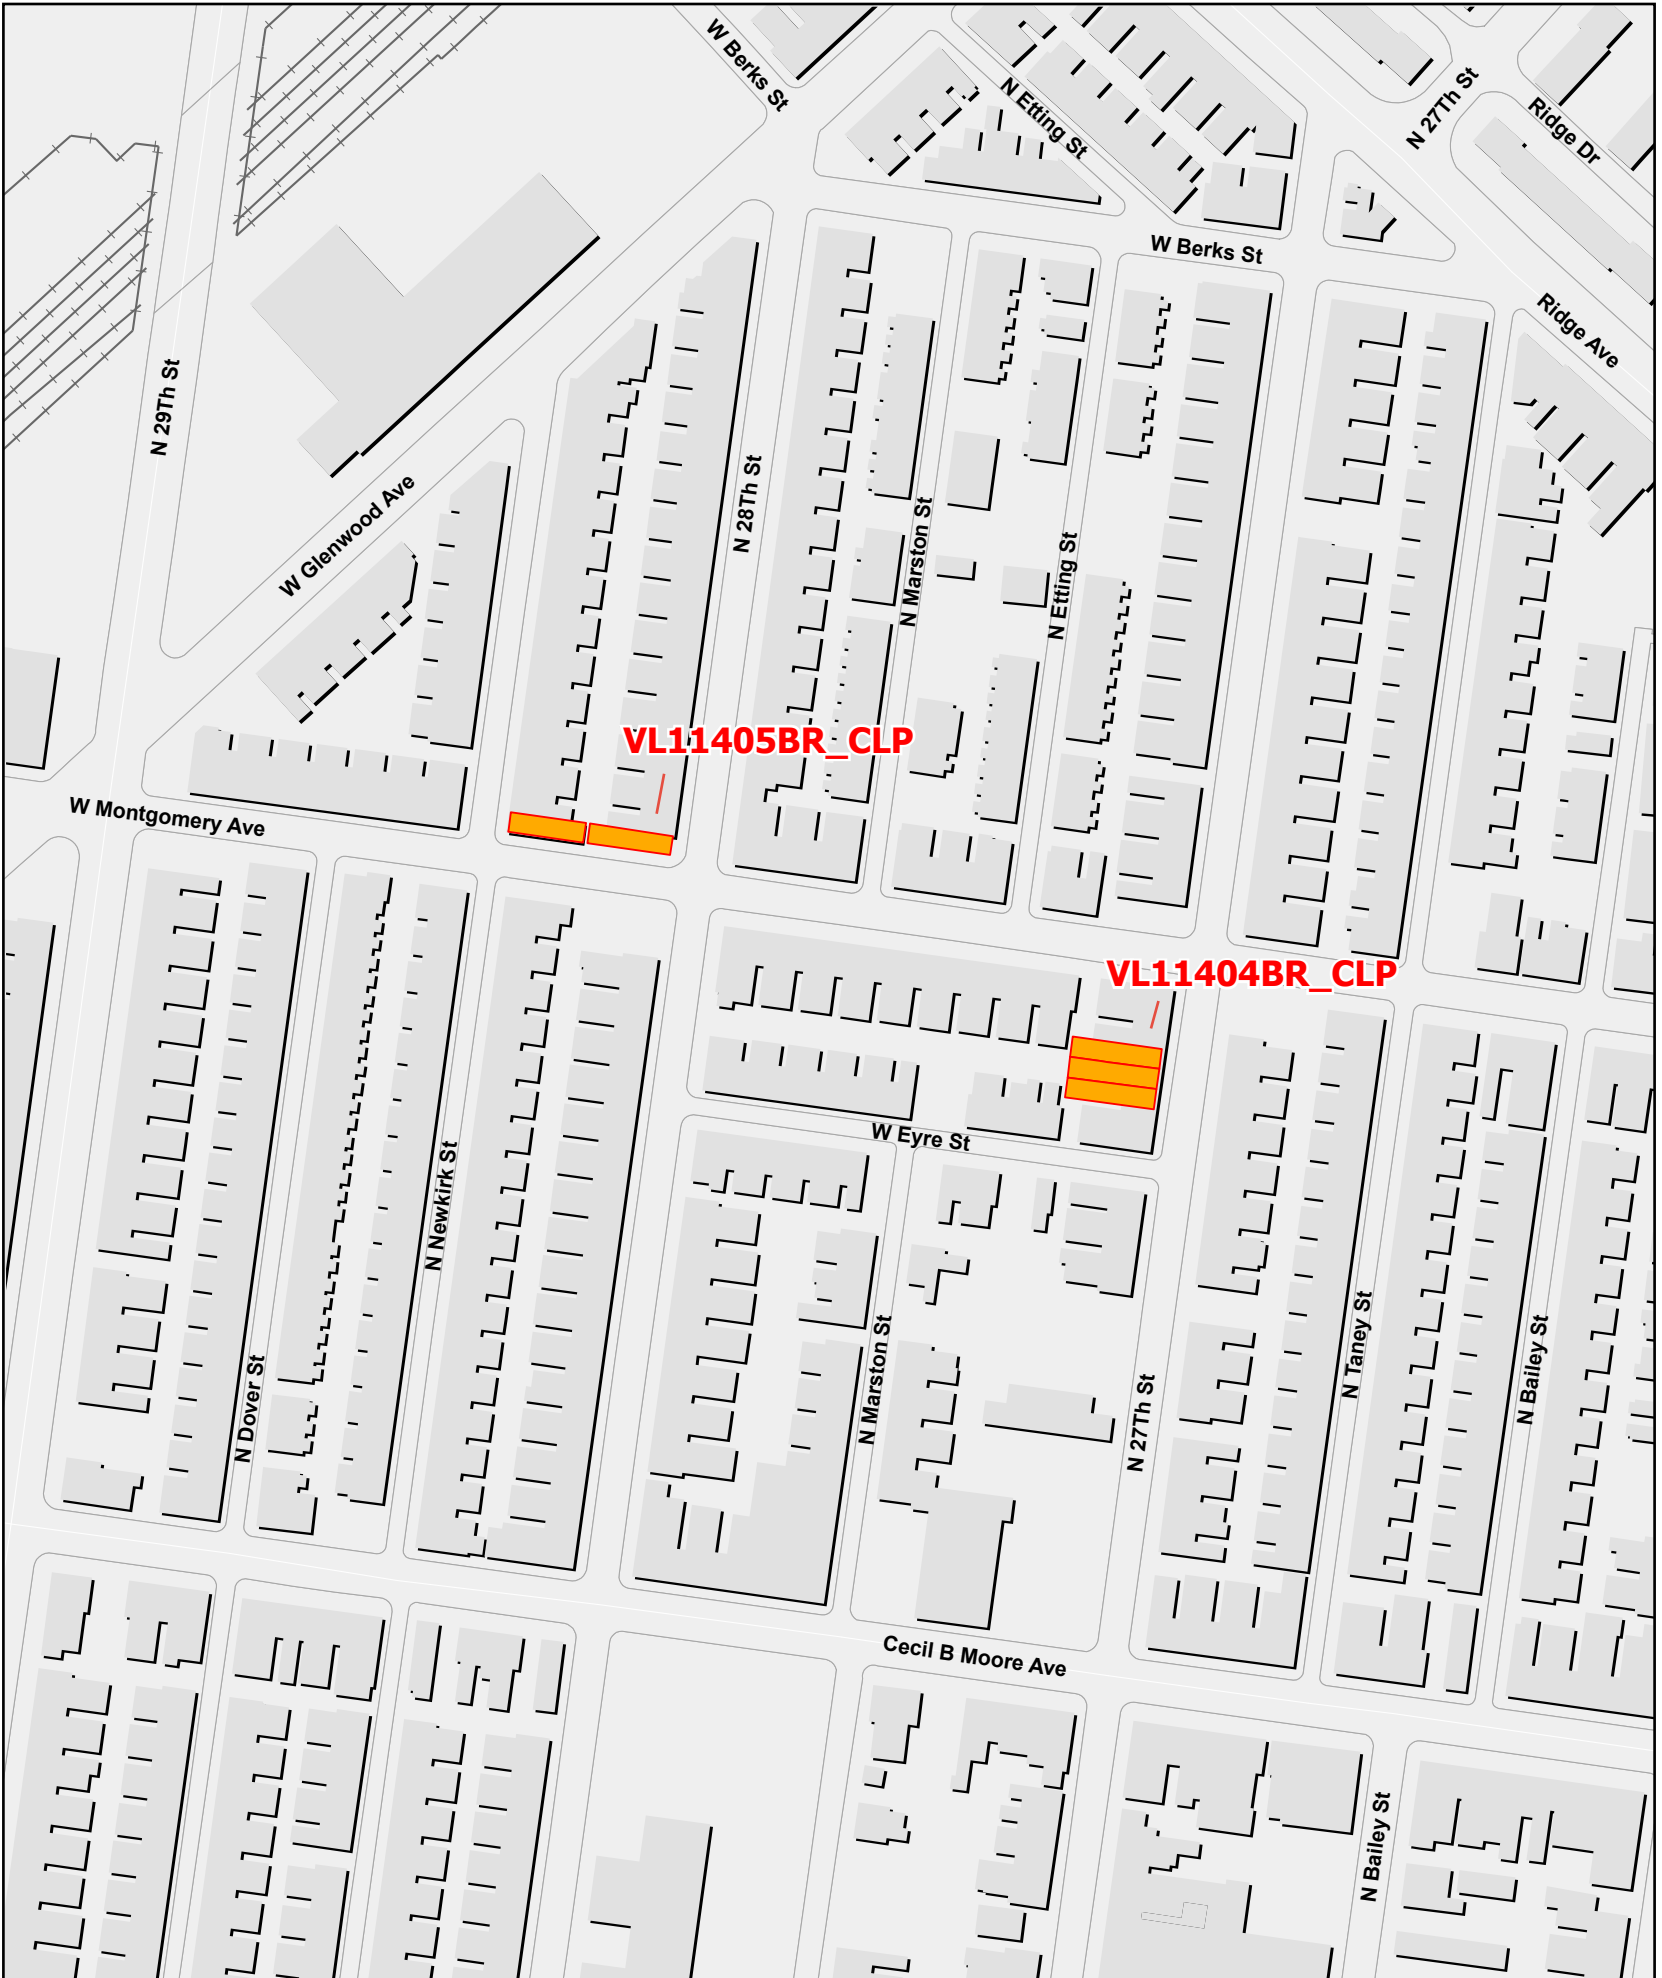 W Berks St
N Etting St
N 27Th St
Ridge Dr
W Berks St
Ridge Ave
N 29Th St
W Glenwood Ave
N 28Th St
N Marston St
N Etting St
VL11405BR_CLP
W Montgomery Ave
VL11404BR_CLP
W Eyre St
N Newkirk St
N Dover St
N Marston St
N 27Th St
N Taney St
N Bailey St
Cecil B Moore Ave
N Bailey St